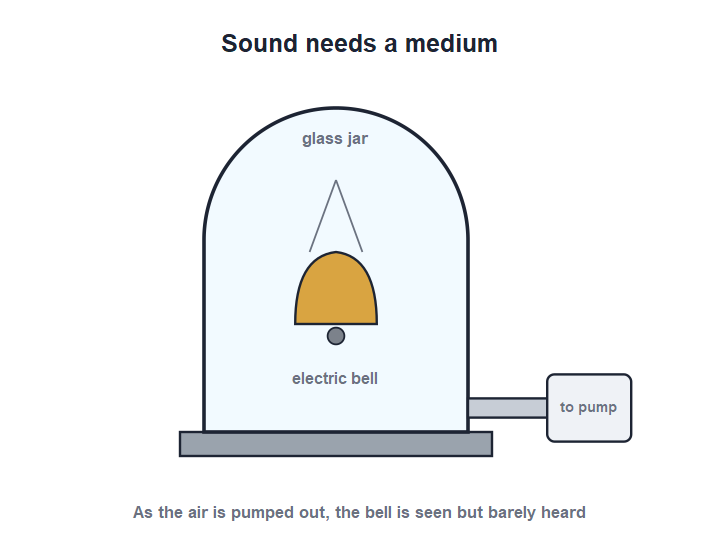 Sound needs a medium
glass jar
electric bell
to pump
As the air is pumped out, the bell is seen but barely heard